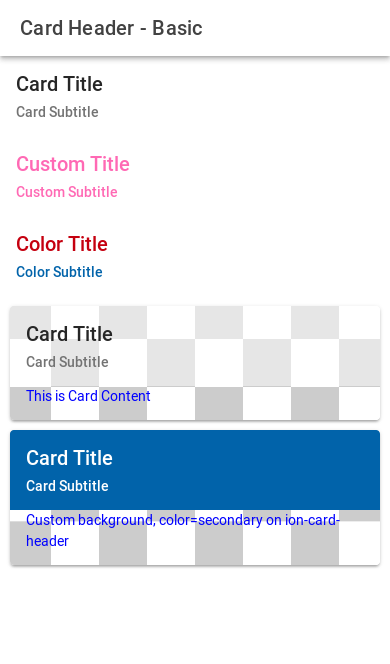 Card Header - Basic
Card Title
Card Subtitle
Custom Title
Custom Subtitle
Color Title
Color Subtitle
Card Title
Card Subtitle
This is Card Content
Card Title
Card Subtitle
Custom background, color=secondary on ion-card-
header